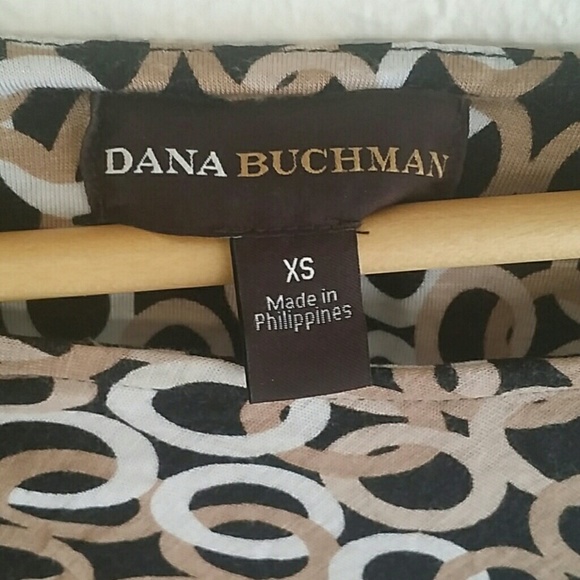 DANA BUCHMAN
XS
Made in
Philippines